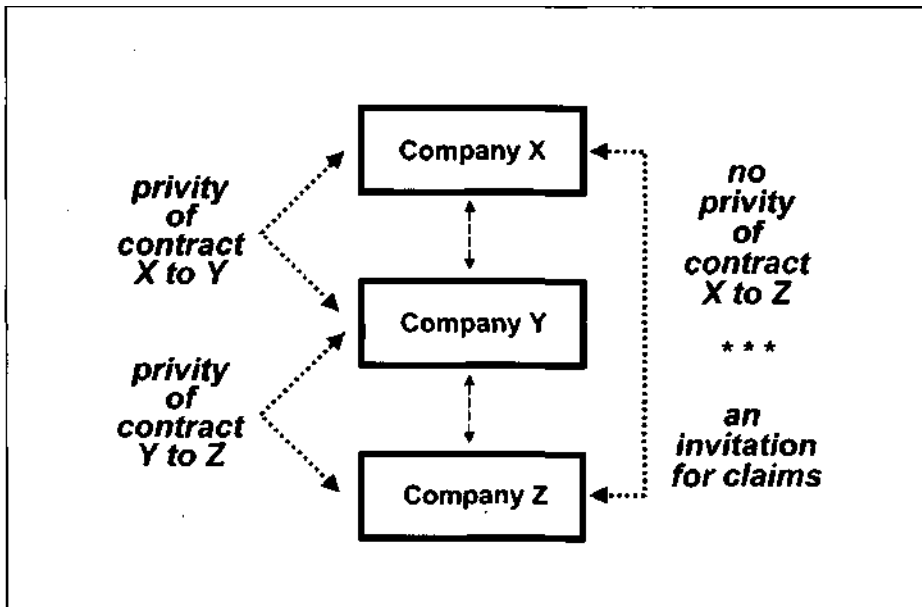 Company X
privity
of
contract
X to Y
no
privity
of
contract
X to Z
Company Y
* * *
privity
of
contract
Y to Z
an
invitation
for claims
Company Z